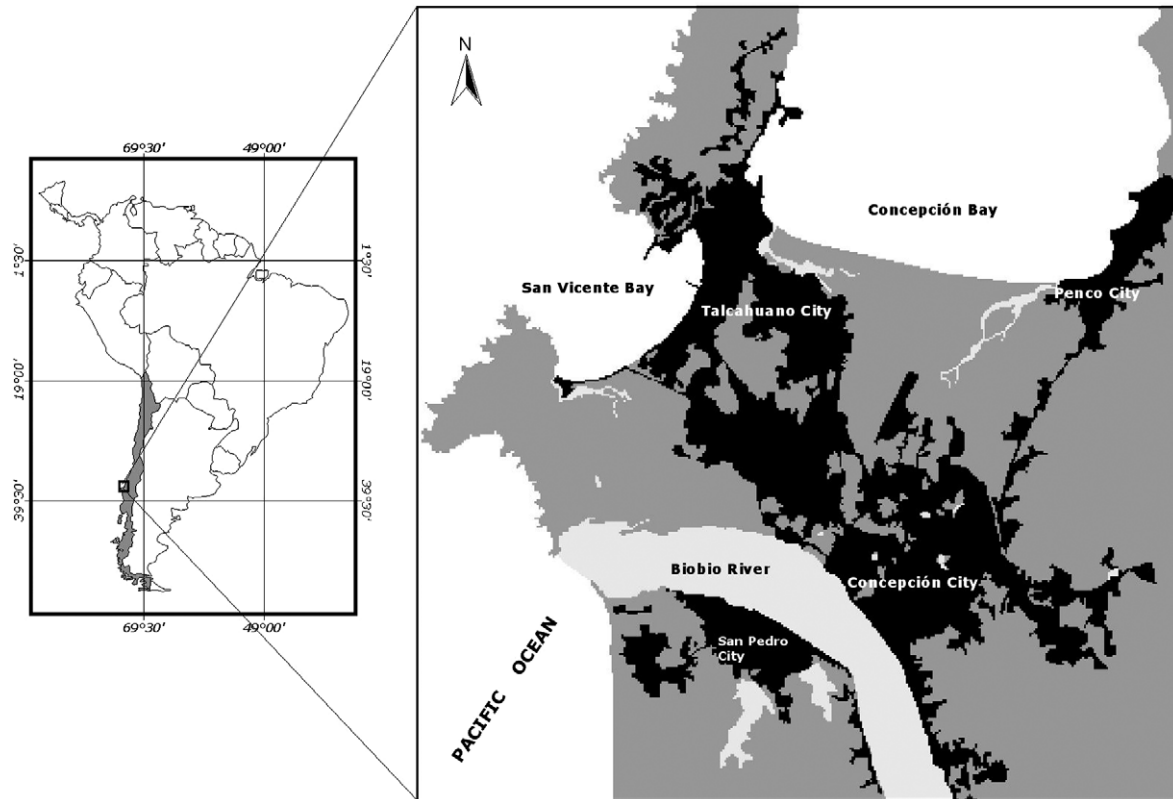 N
69°30'
49°00'
1°30'
1°30'
19°00'
19°00'
39°30'
39°30'
69°30'
49°00'
Concepción Bay
San Vicente Bay
Talcahuano City
Penco City
Biobio River
Concepción City
San Pedro
City
PACIFIC OCEAN